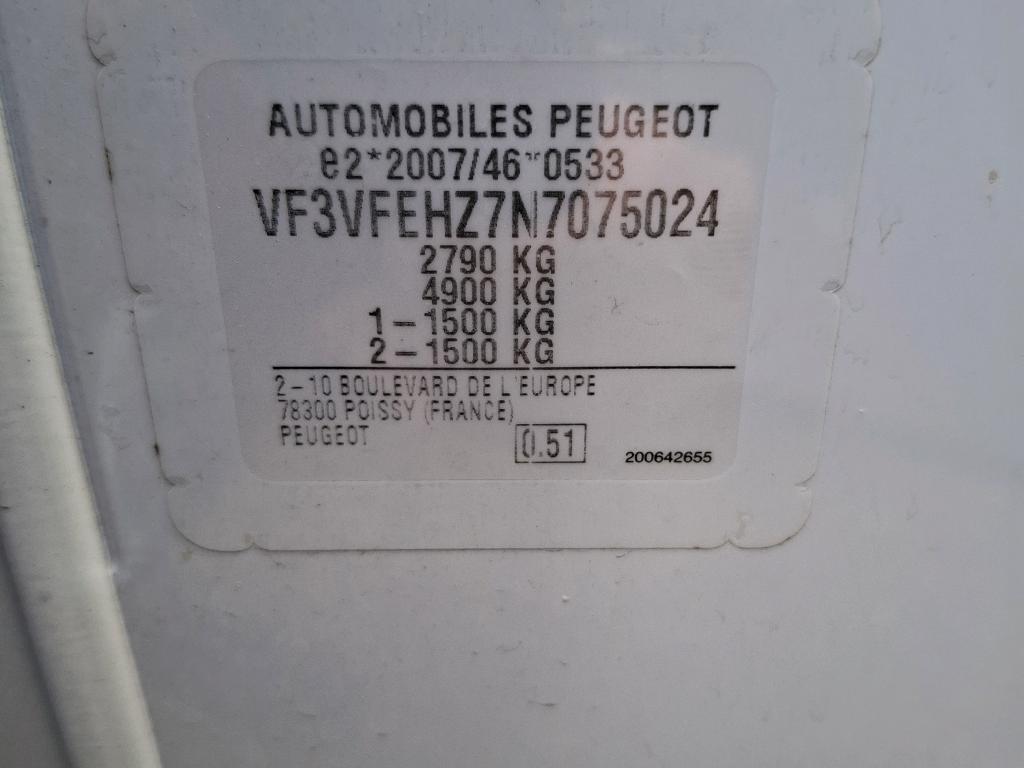 AUTOMOBILES PEUGEOT
e2*2007/46*0533
VF3VFEHZ7N7075024
2790 KG
4900 KG
1-1500 KG
2-1500 KG
2-10 BOULEVARD DE L'EUROPE
78300 POISSY (FRANCE)
PEUGEOT
0.51
200642655